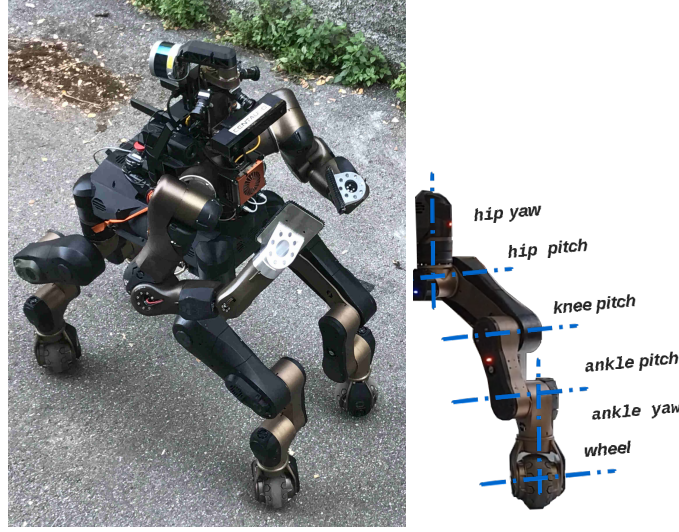 hip yaw
hip pitch
knee pitch
ankle pitch
ankle yaw
wheel